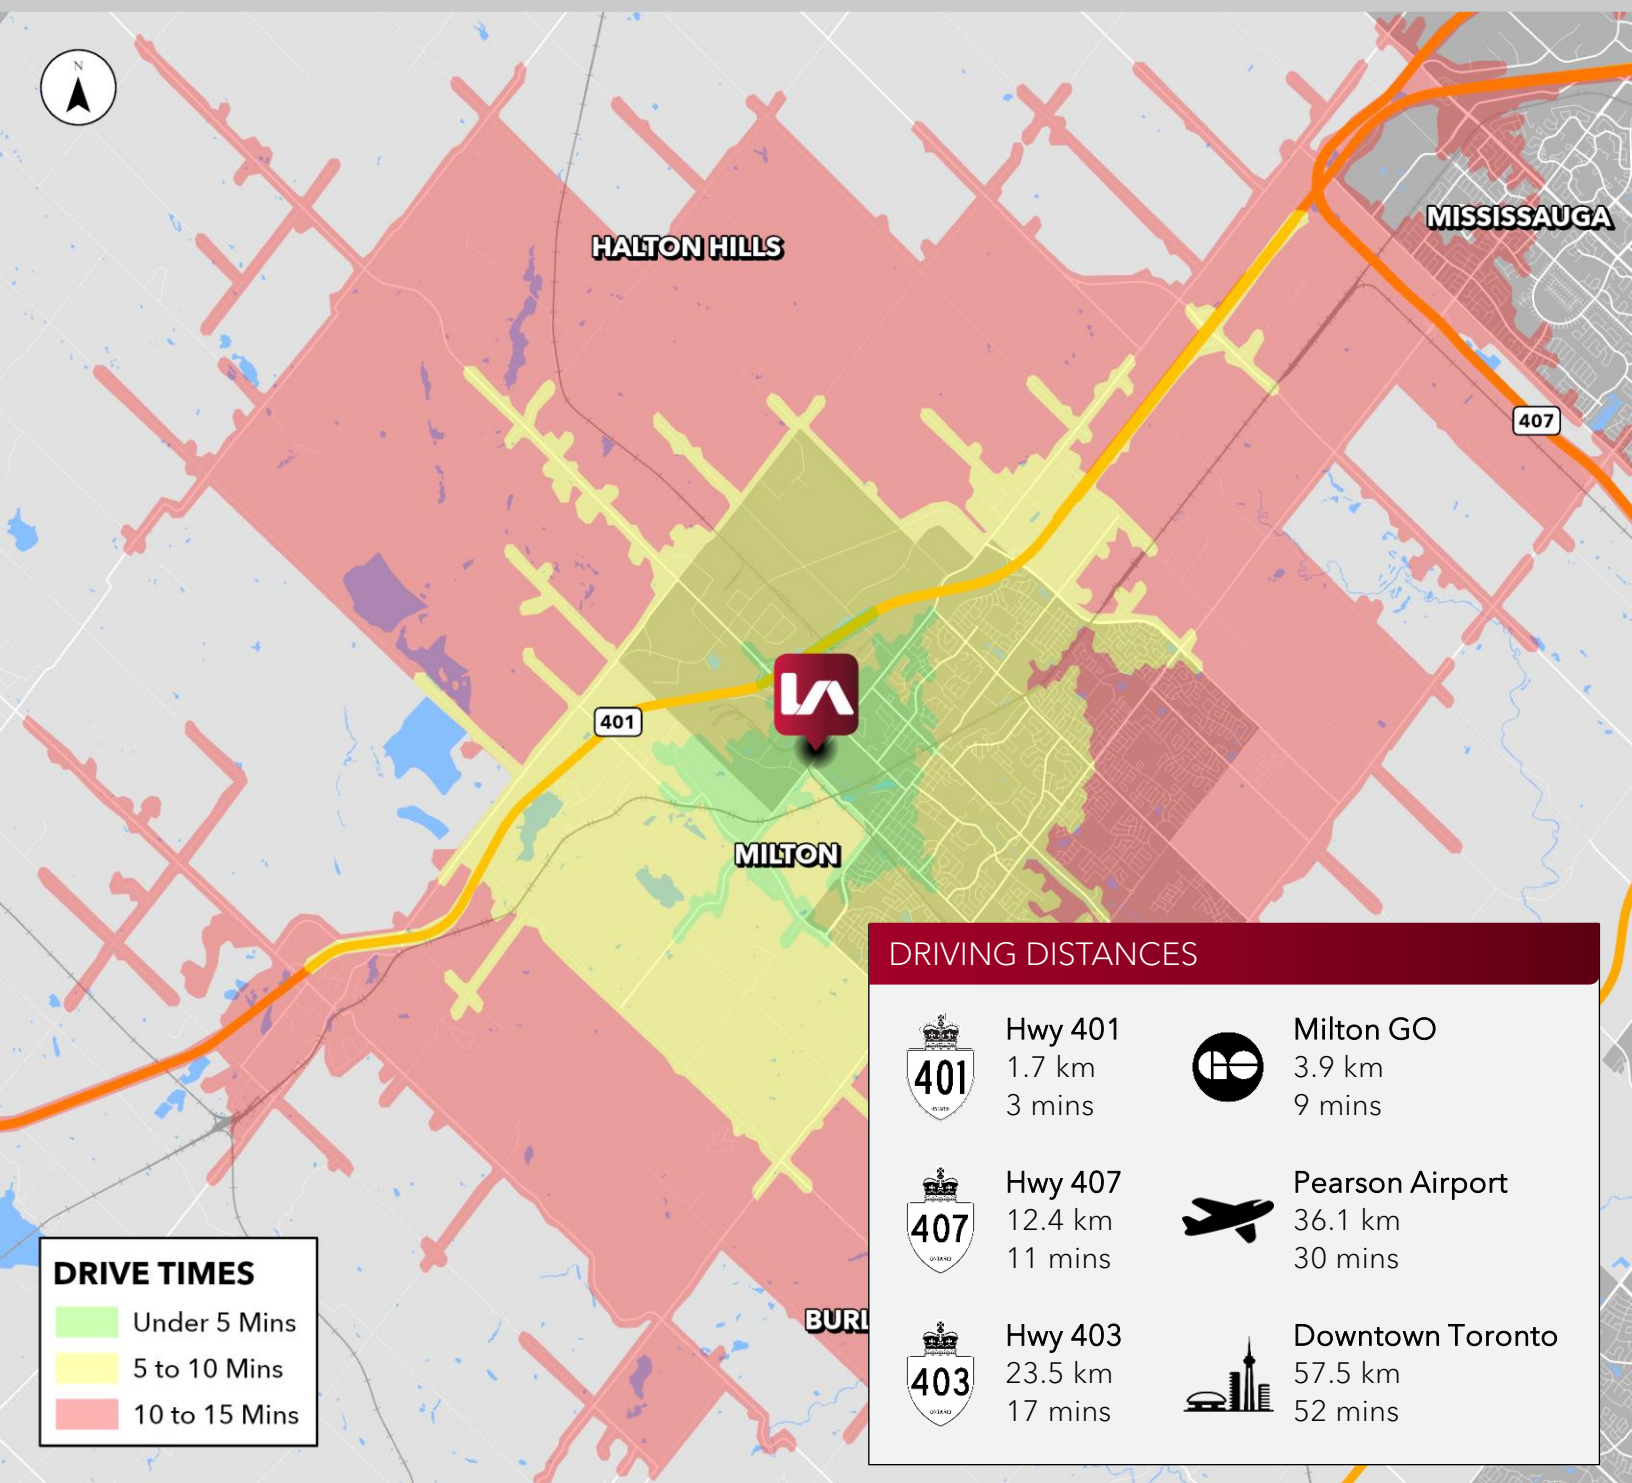 N
HALTON HILLS
MISSISSAUGA
407
401
MILTON
BURL
DRIVING DISTANCES
401
Hwy 401
1.7 km
3 mins
Milton GO
3.9 km
9 mins
407
ONTARIO
Hwy 407
12.4 km
11 mins
Pearson Airport
36.1 km
30 mins
403
ONTARIO
Hwy 403
23.5 km
17 mins
Downtown Toronto
57.5 km
52 mins
DRIVE TIMES
Under 5 Mins
5 to 10 Mins
10 to 15 Mins